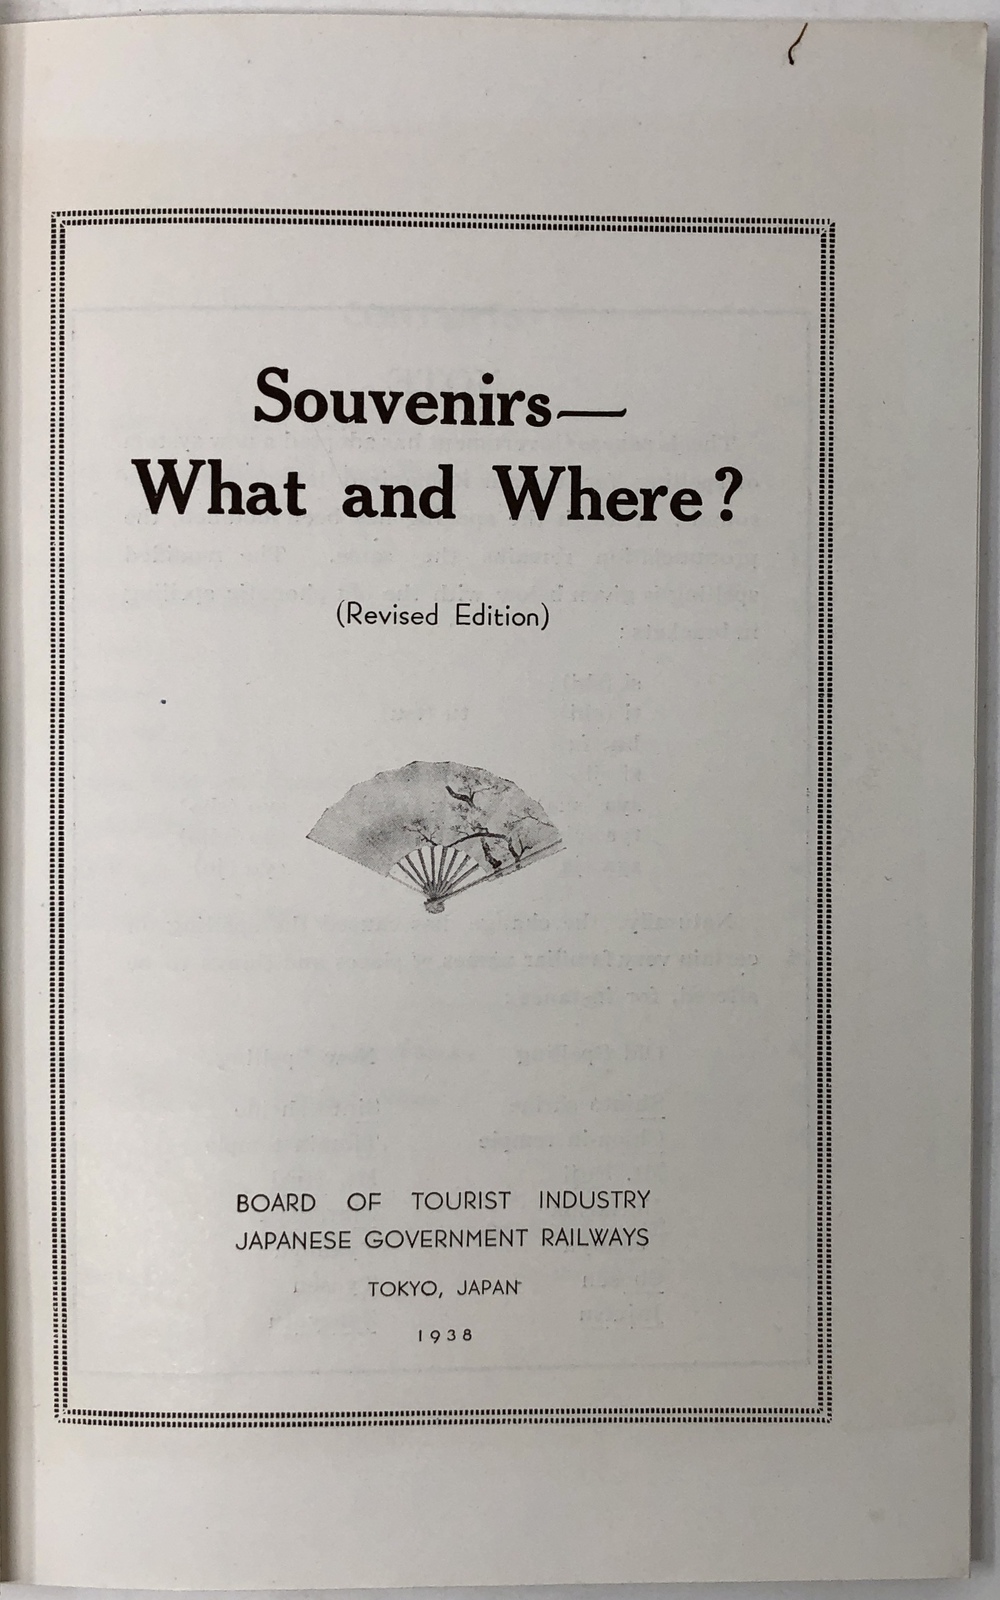 Souvenirs—
What and Where?
(Revised Edition)
BOARD OF TOURIST INDUSTRY
JAPANESE GOVERNMENT RAILWAYS
TOKYO, JAPAN
1938